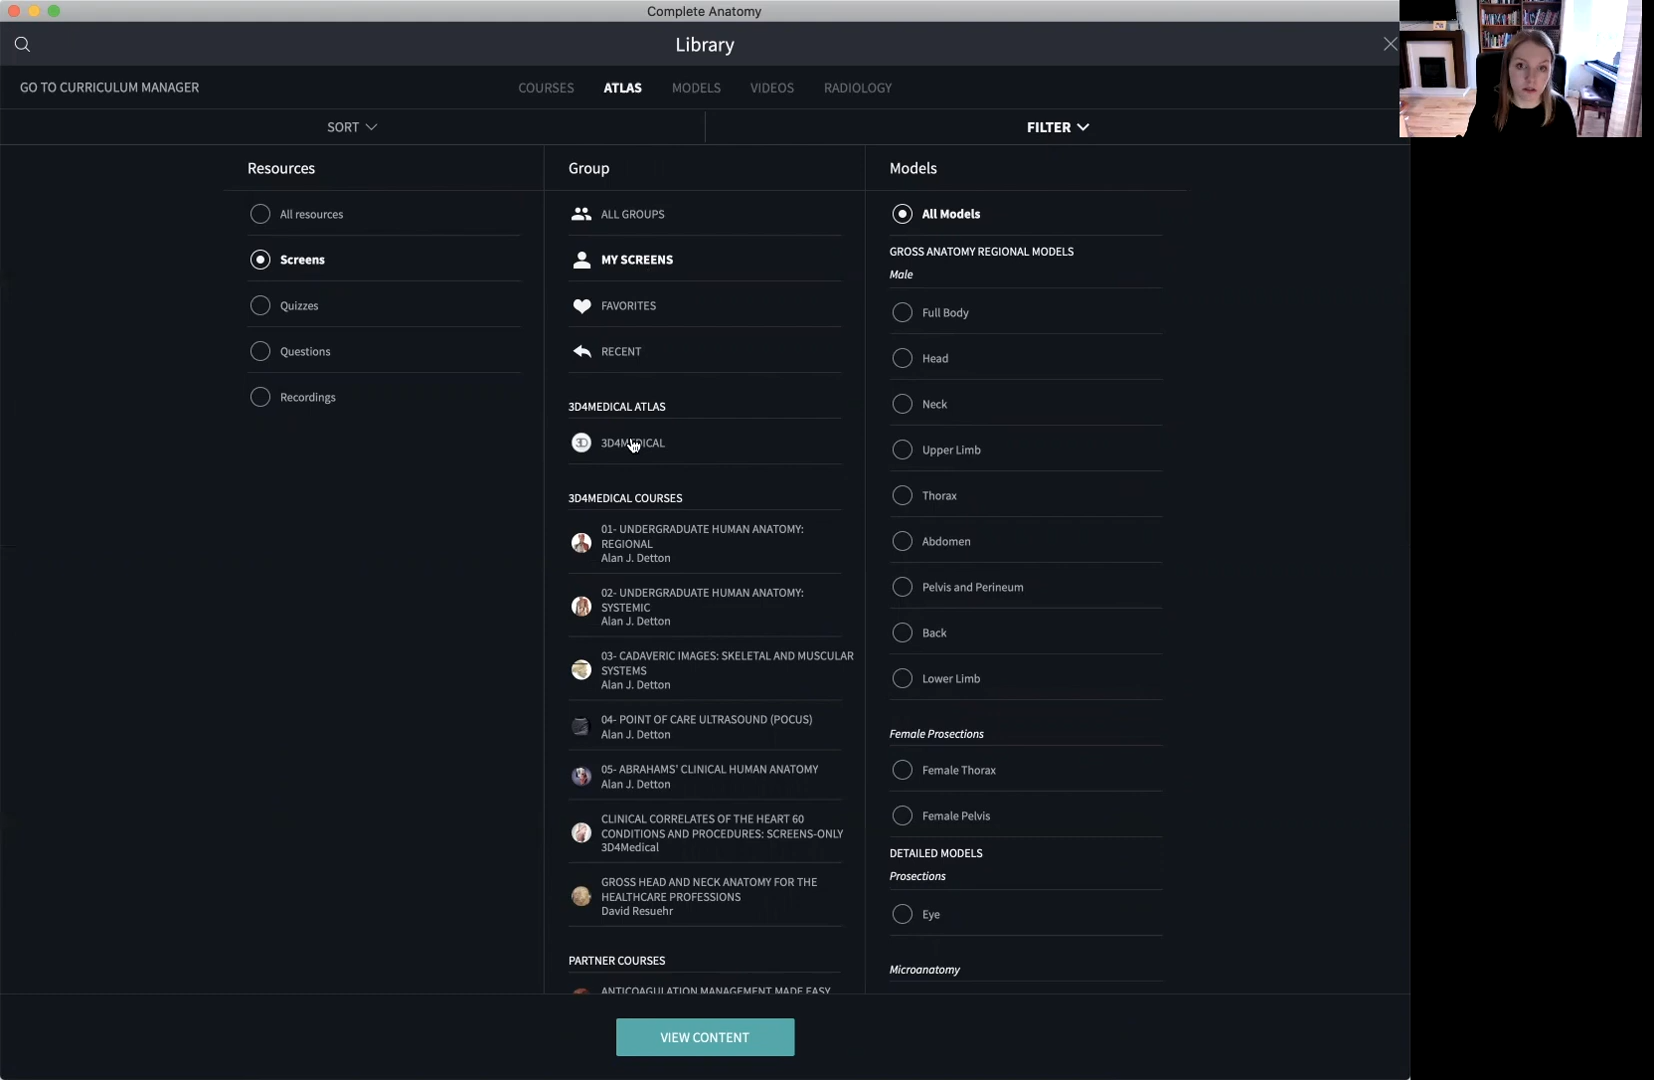 Complete Anatomy
Library
GO TO CURRICULUM MANAGER
COURSES
ATLAS
MODELS
VIDEOS
RADIOLOGY
SORT
FILTER
Resources
All resources
Screens
Quizzes
Questions
Recordings
Group
ALL GROUPS
MY SCREENS
FAVORITES
RECENT
3D4MEDICAL ATLAS
3D 3D4MEDICAL
3D4MEDICAL COURSES
01- UNDERGRADUATE HUMAN ANATOMY:
REGIONAL
Alan J. Detton
02- UNDERGRADUATE HUMAN ANATOMY:
SYSTEMIC
Alan J. Detton
03- CADAVERIC IMAGES: SKELETAL AND MUSCULAR
SYSTEMS
Alan J. Detton
04- POINT OF CARE ULTRASOUND (POCUS)
Alan J. Detton
05- ABRAHAMS' CLINICAL HUMAN ANATOMY
Alan J. Detton
CLINICAL CORRELATES OF THE HEART 60
CONDITIONS AND PROCEDURES: SCREENS-ONLY
3D4Medical
GROSS HEAD AND NECK ANATOMY FOR THE
HEALTHCARE PROFESSIONS
David Resuehr
PARTNER COURSES
ANTICOAGULATION MANAGEMENT MADE EASY
Models
All Models
GROSS ANATOMY REGIONAL MODELS
Male
Full Body
Head
Neck
Upper Limb
Thorax
Abdomen
Pelvis and Perineum
Back
Lower Limb
Female Prosections
Female Thorax
Female Pelvis
DETAILED MODELS
Prosections
Eye
Microanatomy
VIEW CONTENT